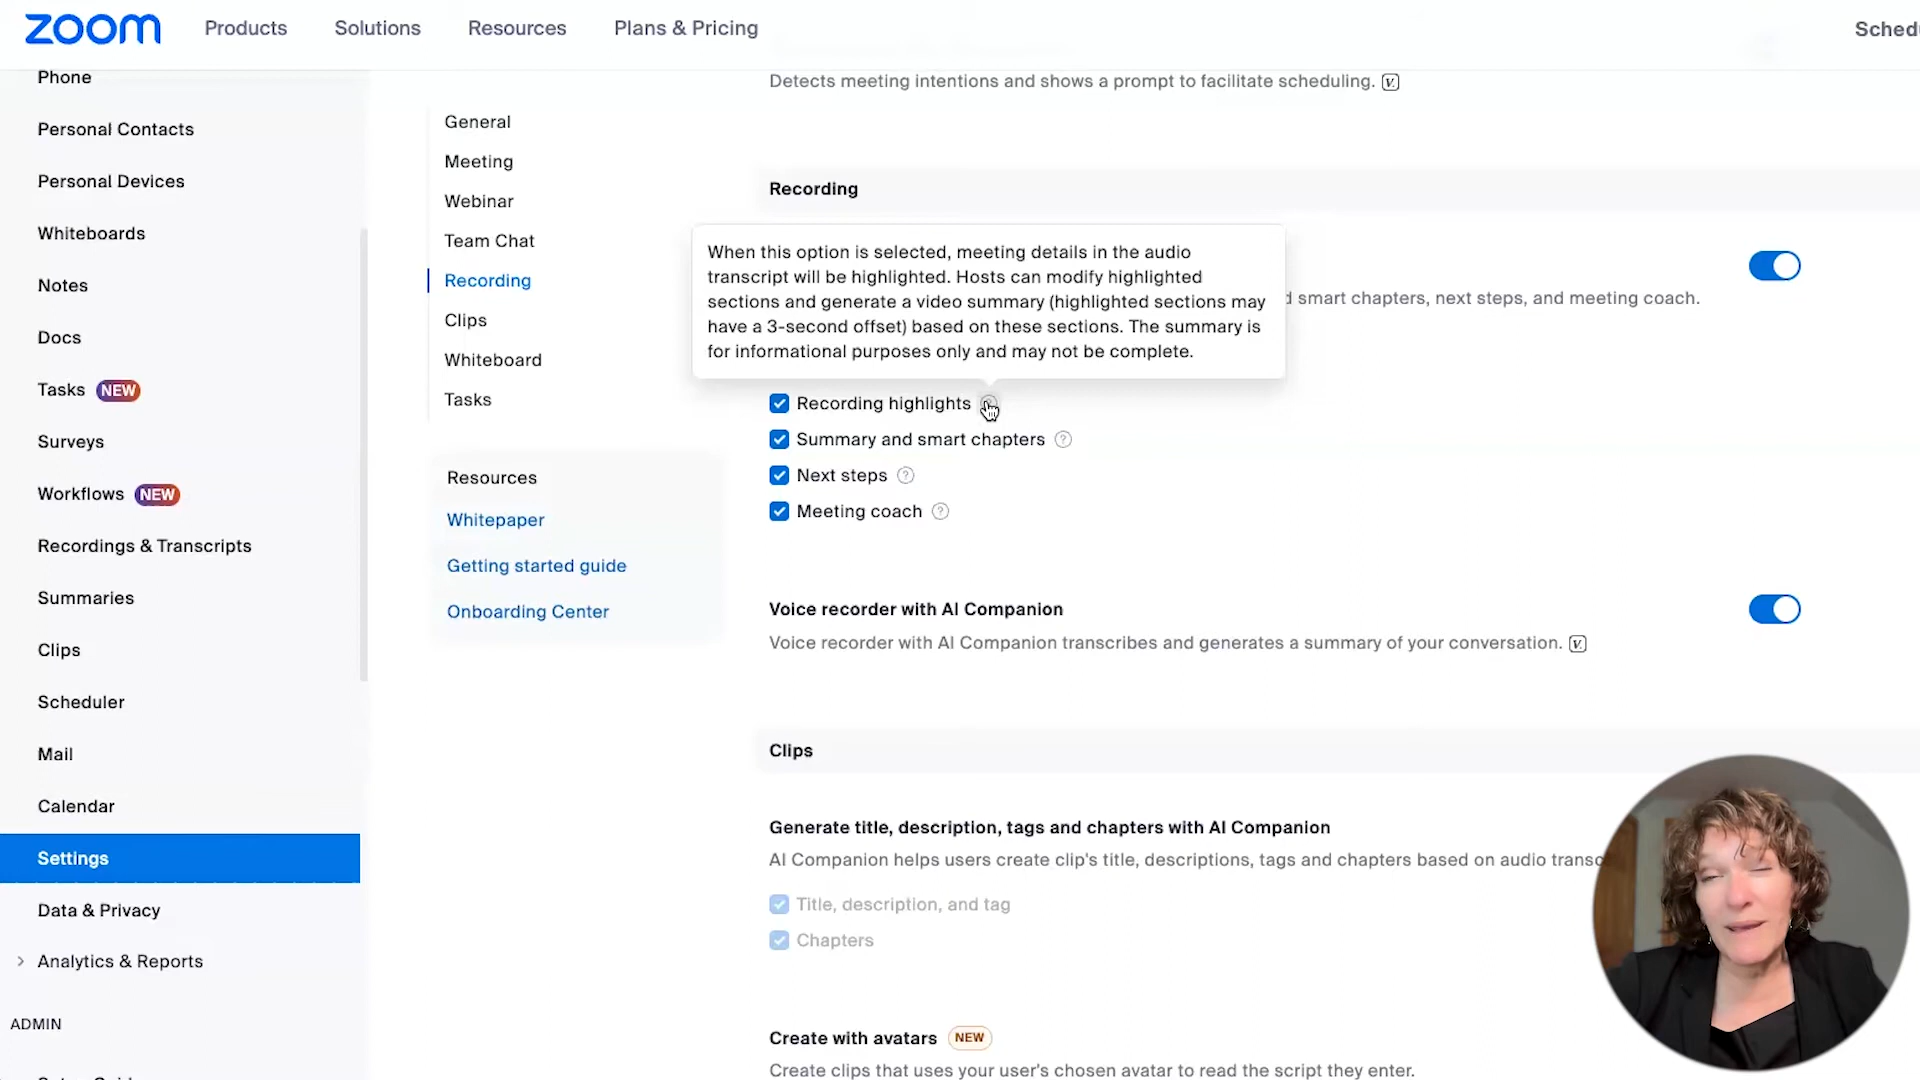 zoom
Products
Solutions
Resources
Plans & Pricing
Phone
Personal Contacts
Personal Devices
Whiteboards
Notes
Docs
Tasks NEW
Surveys
Workflows NEW
Recordings & Transcripts
Summaries
Clips
Scheduler
Mail
Calendar
Settings
Data & Privacy
Analytics & Reports
ADMIN
General
Meeting
Webinar
Team Chat
Recording
Clips
Whiteboard
Tasks
Resources
Whitepaper
Getting started guide
Onboarding Center
Detects meeting intentions and shows a prompt to facilitate scheduling.
Recording
When this option is selected, meeting details in the audio
transcript will be highlighted. Hosts can modify highlighted
sections and generate a video summary (highlighted sections may
have a 3-second offset) based on these sections. The summary is
for informational purposes only and may not be complete.
smart chapters, next steps, and meeting coach.
Recording highlights
Summary and smart chapters ?
Next steps ?
Meeting coach ?
Voice recorder with AI Companion
Voice recorder with AI Companion transcribes and generates a summary of your conversation.
Clips
Generate title, description, tags and chapters with AI Companion
AI Companion helps users create clip's title, descriptions, tags and chapters based on audio
Title, description, and tag
Chapters
Create with avatars NEW
Create clips that uses your user's chosen avatar to read the script they enter.